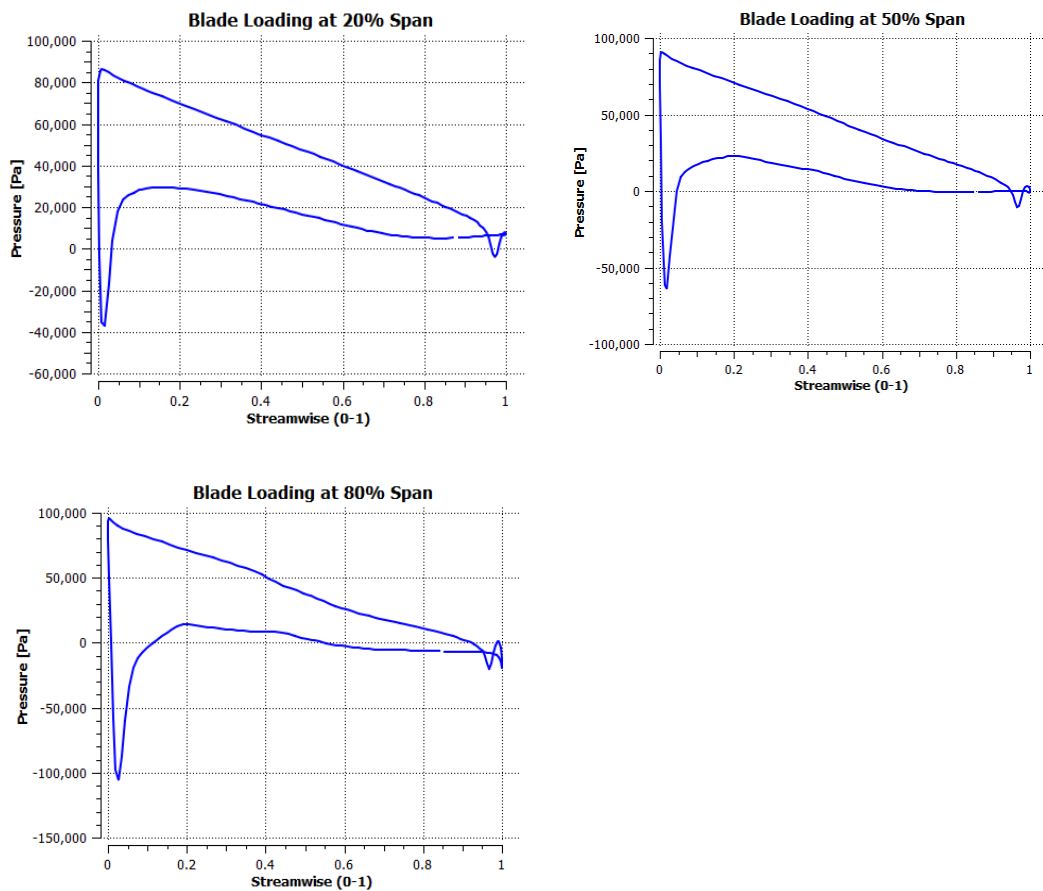 Blade Loading at 20% Span
100,000
80,000
60,000
40,000
20,000
0
-20,000
-40,000
-60,000
Pressure [Pa]
0 0.2 0.4 0.6 0.8 1
Streamwise (0-1)
Blade Loading at 50% Span
100,000
50,000
0
-50,000
-100,000
Pressure [Pa]
0 0.2 0.4 0.6 0.8 1
Streamwise (0-1)
Blade Loading at 80% Span
100,000
50,000
0
-50,000
-100,000
-150,000
Pressure [Pa]
0 0.2 0.4 0.6 0.8 1
Streamwise (0-1)